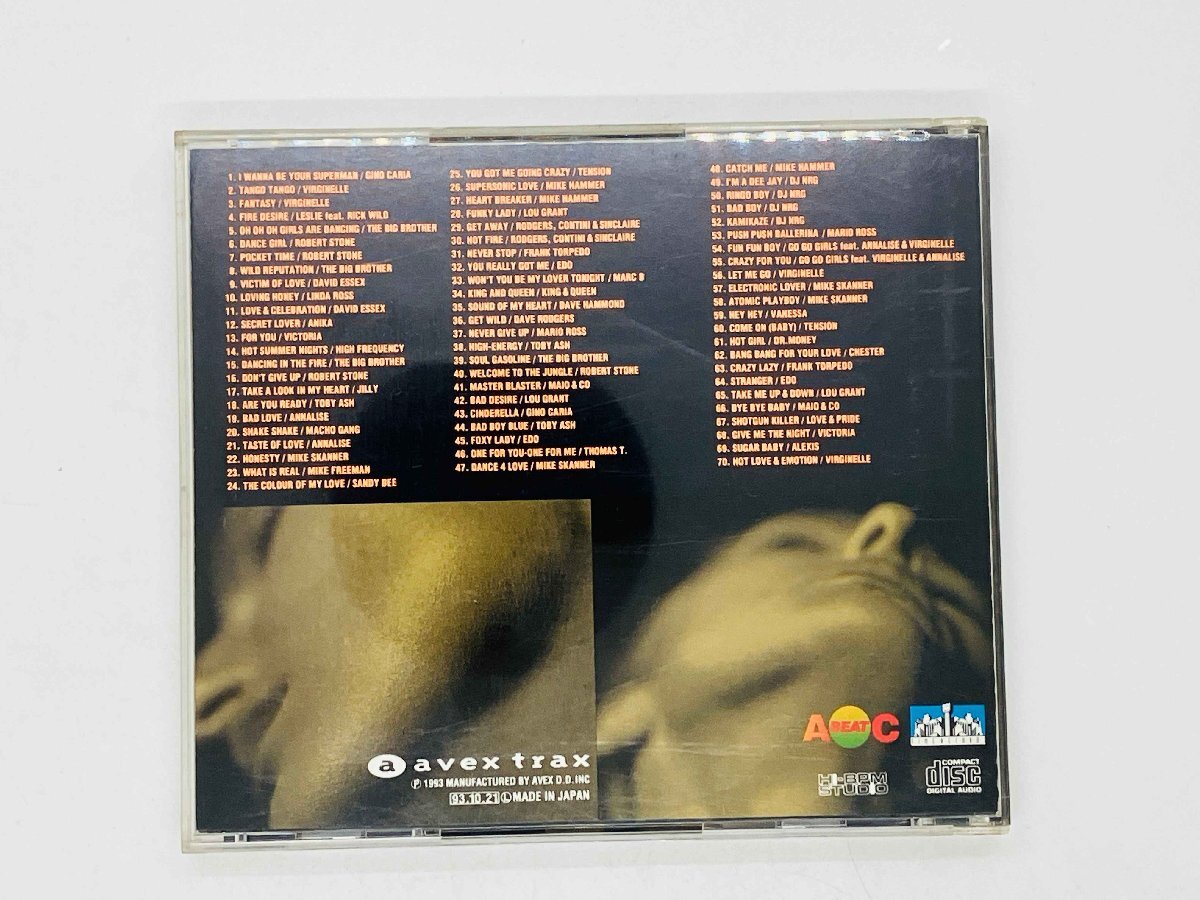 1. I WANNA BE YOUR SUPERMAN / GINO CARIA
2. TANGO TANGO / VIRGINELLE
3. FANTASY / VIRGINELLE
4. FIRE DESIRE / LESLIE feat. RICK WILD
5. OH OH OH GIRLS ARE DANCING / THE BIG BROTHER
6. DANCE GIRL / ROBERT STONE
7. POCKET TIME / ROBERT STONE
8. WILD REPUTATION / THE BIG BROTHER
9. VICTIM OF LOVE / DAVID ESSEX
10. LOVING HONEY / LINDA ROSS
11. LOVE & CELEBRATION / DAVID ESSEX
12. SECRET LOVER / ANIKA
13. FOR YOU / VICTORIA
14. HOT SUMMER NIGHTS / HIGH FREQUENCY
15. DANCING IN THE FIRE / THE BIG BROTHER
16. DON'T GIVE UP / ROBERT STONE
17. TAKE A LOOK IN MY HEART / JILLY
18. ARE YOU READY / TOBY ASH
19. BAD LOVE / ANNALISE
20. SHAKE SHAKE / MACHO GANG
21. TASTE OF LOVE / ANNALISE
22. HONESTY / MIKE SKANNER
23. WHAT IS REAL / MIKE FREEMAN
24. THE COLOUR OF MY LOVE / SANDY BEE
25. YOU GOT ME GOING CRAZY / TENSION
26. SUPERSONIC LOVE / MIKE HAMMER
27. HEART BREAKER / MIKE HAMMER
28. FUNKY LADY / LOU GRANT
29. GET AWAY / RODGERS, CONTINI & SINCLAIRE
30. HOT FIRE / RODGERS, CONTINI & SINCLAIRE
31. NEVER STOP / FRANK TORPEDO
32. YOU REALLY GOT ME / EDO
33. WON'T YOU BE MY LOVER TONIGHT / MARC B
34. KING AND QUEEN / KING & QUEEN
35. SOUND OF MY HEART / DAVE HAMMOND
36. GET WILD / DAVE RODGERS
37. NEVER GIVE UP / MARIO ROSS
38. HIGH-ENERGY / TOBY ASH
39. SOUL GASOLINE / THE BIG BROTHER
40. WELCOME TO THE JUNGLE / ROBERT STONE
41. MASTER BLASTER / MAIO & CO
42. BAD DESIRE / LOU GRANT
43. CINDERELLA / GINO CARIA
44. BAD BOY BLUE / TOBY ASH
45. FOXY LADY / EDO
46. ONE FOR YOU-ONE FOR ME / THOMAS T.
47. DANCE 4 LOVE / MIKE SKANNER
48. CATCH ME / MIKE HAMMER
49. I'M A DEE JAY / DJ NRG
50. RINGO BOY / DJ NRG
51. BAD BOY / DJ NRG
52. KAMIKAZE / DJ NRG
53. PUSH PUSH BALLERINA / MARIO ROSS
54. FUN FUN BOY / GO GO GIRLS feat. ANNALISE & VIRGINELLE
55. CRAZY FOR YOU / GO GO GIRLS feat. VIRGINELLE & ANNALISE
56. LET ME GO / VIRGINELLE
57. ELECTRONIC LOVER / MIKE SKANNER
58. ATOMIC PLAYBOY / MIKE SKANNER
59. HEY HEY / VANESSA
60. COME ON (BABY) / TENSION
61. HOT GIRL / DR.MONEY
62. BANG BANG FOR YOUR LOVE / CHESTER
63. CRAZY LAZY / FRANK TORPEDO
64. STRANGER / EDO
65. TAKE ME UP & DOWN / LOU GRANT
66. BYE BYE BABY / MAIO & CO
67. SHOTGUN KILLER / LOVE & PRIDE
68. GIVE ME THE NIGHT / VICTORIA
69. SUGAR BABY / ALEXIS
70. HOT LOVE & EMOTION / VIRGINELLE
a avex trax
Ⓟ 1993 MANUFACTURED BY AVEX D.D. INC
93.10.21 Ⓛ MADE IN JAPAN
A BEAT C
HI-BPM
STUDIO
COMPACT
disc
DIGITAL AUDIO